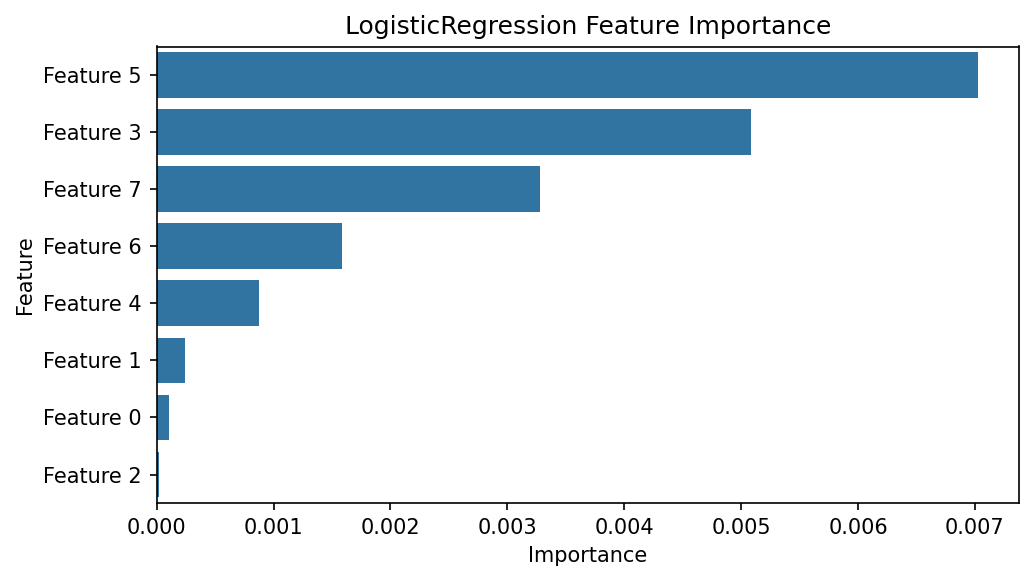 LogisticRegression Feature Importance
Feature
Feature 5
Feature 3
Feature 7
Feature 6
Feature 4
Feature 1
Feature 0
Feature 2
0.000 0.001 0.002 0.003 0.004 0.005 0.006 0.007
Importance